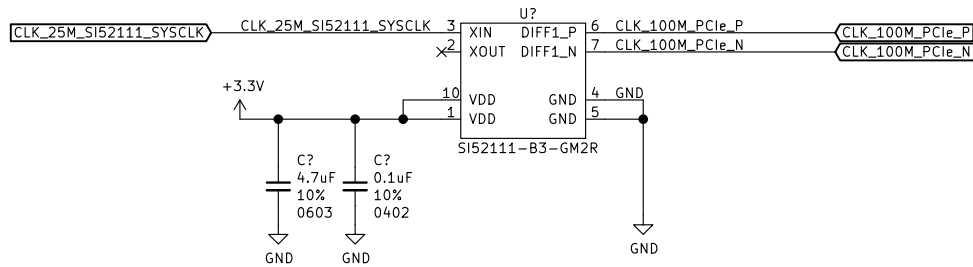 U?
CLK_25M_SI52111_SYSCLK CLK_25M_SI52111_SYSCLK 3 XIN DIFF1_P 6 CLK_100M_PCIe_P CLK_100M_PCIe_P
2 XOUT DIFF1_N 7 CLK_100M_PCIe_N CLK_100M_PCIe_N
+3.3V
10 VDD GND 4 GND
1 VDD GND 5
SI52111-B3-GM2R
C? C?
4.7uF 0.1uF
10% 10%
0603 0402
GND GND GND